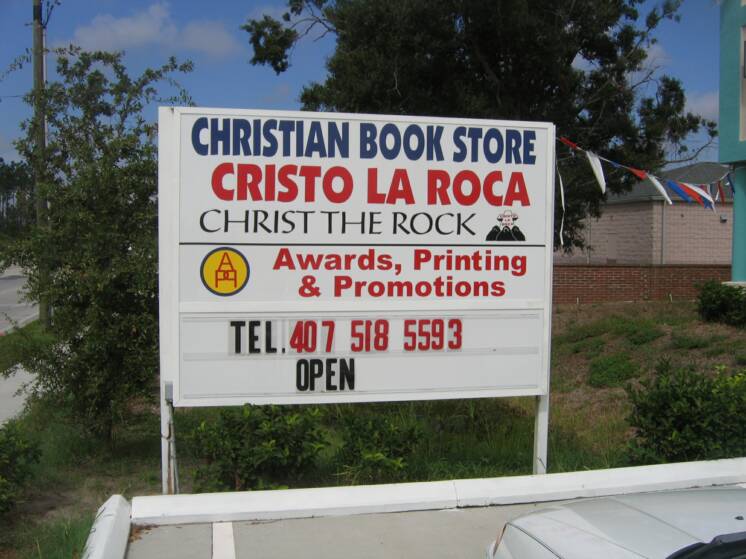 CHRISTIAN BOOK STORE
CRISTO LA ROCA
CHRIST THE ROCK
Awards, Printing
& Promotions
TEL. 407 518 5593
OPEN